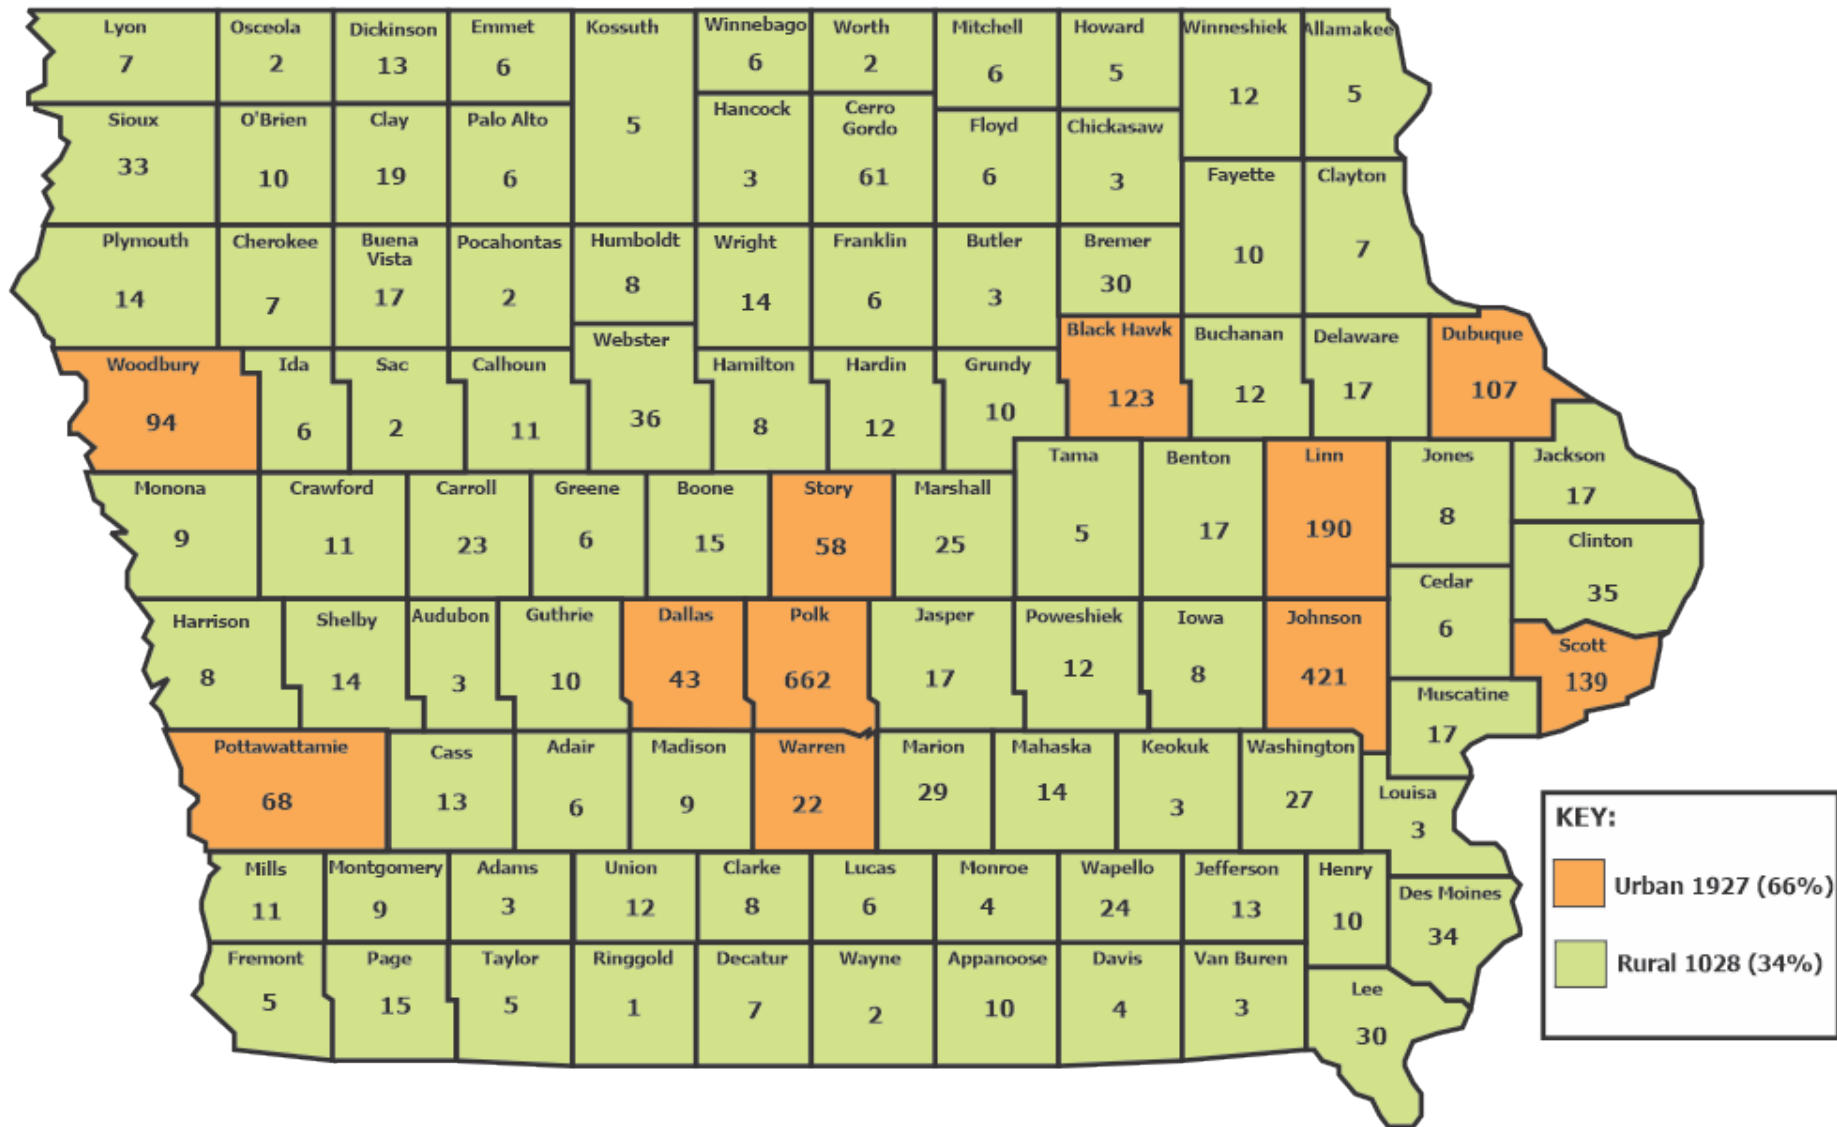 Lyon
7
Osceola
2
Dickinson
13
Emmet
6
Kossuth
5
Winnebago
6
Worth
2
Mitchell
6
Howard
5
Winneshiek
12
Allamakee
5
Sioux
33
O'Brien
10
Clay
19
Palo Alto
6
Hancock
3
Cerro
Gordo
61
Floyd
6
Chickasaw
3
Fayette
10
Clayton
7
Plymouth
14
Cherokee
7
Buena
Vista
17
Pocahontas
2
Humboldt
8
Wright
14
Franklin
6
Butler
3
Bremer
30
Woodbury
94
Ida
6
Sac
2
Calhoun
11
Webster
36
Hamilton
8
Hardin
12
Grundy
10
Black Hawk
123
Buchanan
12
Delaware
17
Dubuque
107
Monona
9
Crawford
11
Carroll
23
Greene
6
Boone
15
Story
58
Marshall
25
Tama
5
Benton
17
Linn
190
Jones
8
Jackson
17
Clinton
35
Cedar
6
Harrison
8
Shelby
14
Audubon
3
Guthrie
10
Dallas
43
Polk
662
Jasper
17
Poweshiek
12
Iowa
8
Johnson
421
Scott
139
Muscatine
17
Pottawattamie
68
Cass
13
Adair
6
Madison
9
Warren
22
Marion
29
Mahaska
14
Keokuk
3
Washington
27
Louisa
3
Mills
11
Montgomery
9
Adams
3
Union
12
Clarke
8
Lucas
6
Monroe
4
Wapello
24
Jefferson
13
Henry
10
Des Moines
34
Fremont
5
Page
15
Taylor
5
Ringgold
1
Decatur
7
Wayne
2
Appanoose
10
Davis
4
Van Buren
3
Lee
30
KEY:
Urban 1927 (66%)
Rural 1028 (34%)